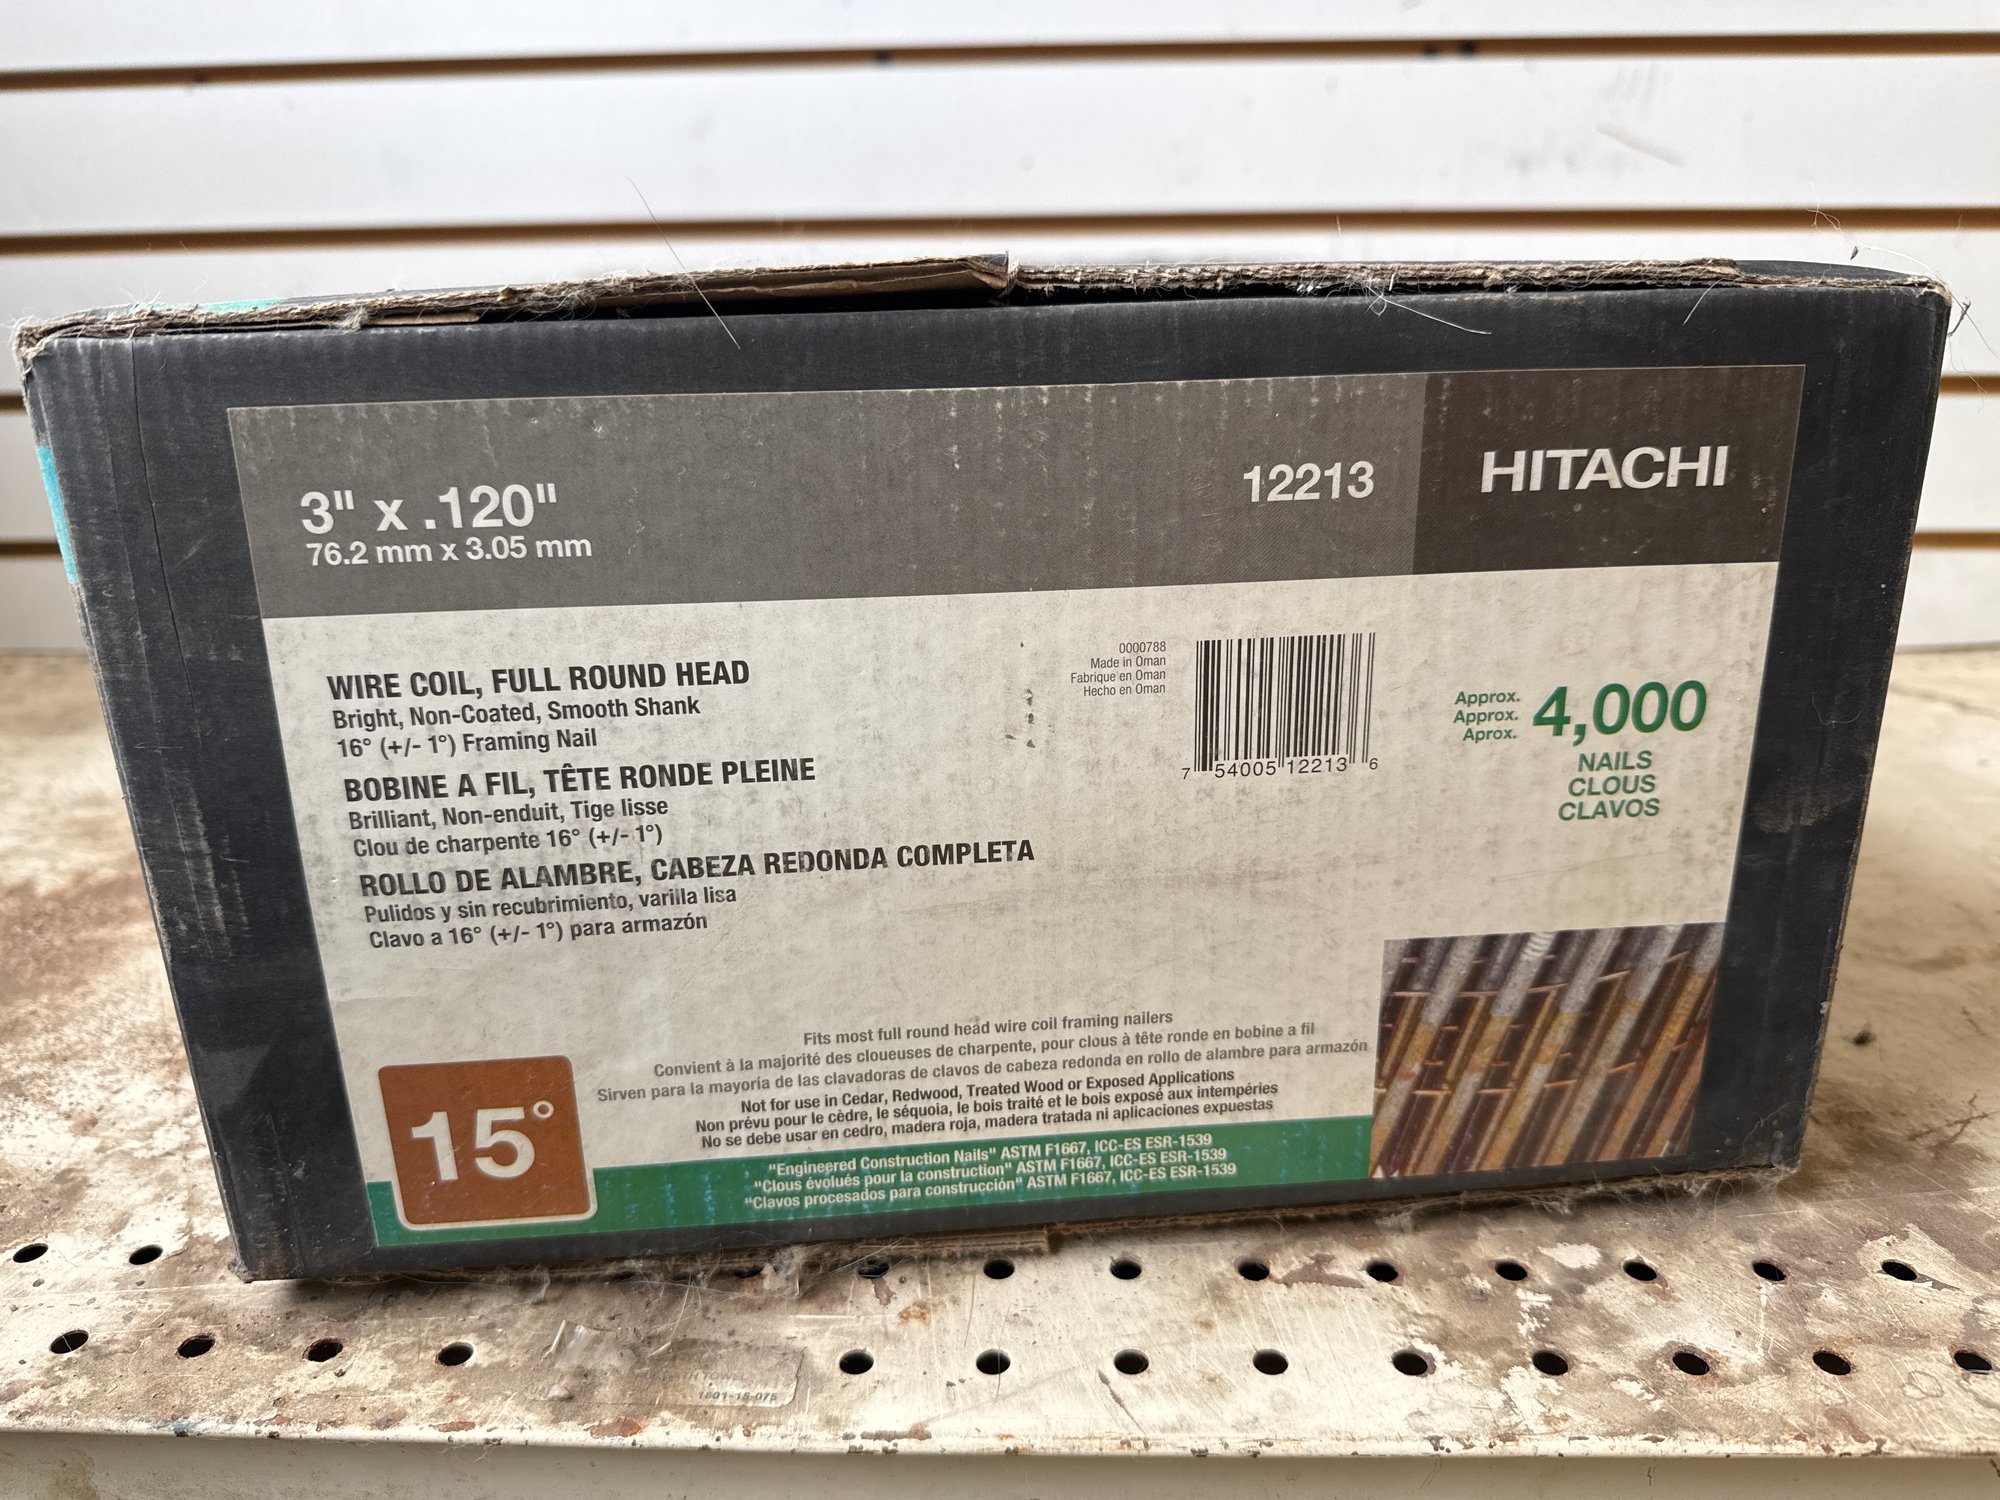 3" x .120"
76.2 mm x 3.05 mm
12213
HITACHI
WIRE COIL, FULL ROUND HEAD
Bright, Non-Coated, Smooth Shank
16° (+/- 1°) Framing Nail
BOBINE A FIL, TÊTE RONDE PLEINE
Brilliant, Non-enduit, Tige lisse
Clou de charpente 16° (+/- 1°)
ROLLO DE ALAMBRE, CABEZA REDONDA COMPLETA
Pulidos y sin recubrimiento, varilla lisa
Clavo a 16° (+/- 1°) para armazón
0000788
Made in Oman
Fabrique en Oman
Hecho en Oman
7 54005 12213 6
Approx.
Approx.
Aprox.
4,000
NAILS
CLOUS
CLAVOS
15°
Fits most full round head wire coil framing nailers
Convient à la majorité des cloueuses de charpente, pour clous à tête ronde en bobine a fil
Sirven para la mayoría de las clavadoras de clavos de cabeza redonda en rollo de alambre para armazón
Not for use in Cedar, Redwood, Treated Wood or Exposed Applications
Non prévu pour le cèdre, le séquoia, le bois traité et le bois exposé aux intempéries
No se debe usar en cedro, madera roja, madera tratada ni aplicaciones expuestas
"Engineered Construction Nails" ASTM F1667, ICC-ES ESR-1539
"Clous évolués pour la construction" ASTM F1667, ICC-ES ESR-1539
"Clavos procesados para construcción" ASTM F1667, ICC-ES ESR-1539
1601-15-075